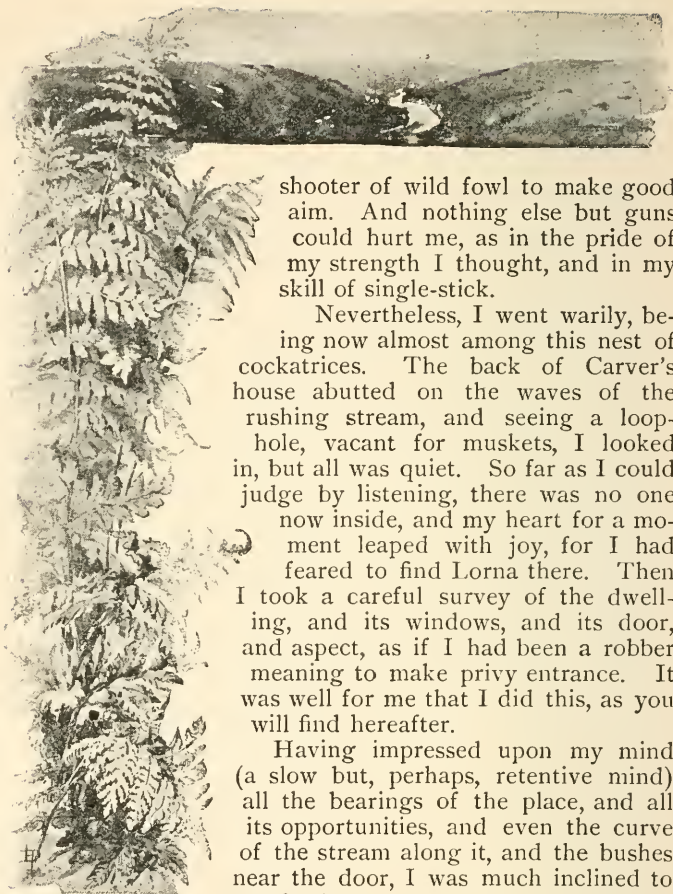 shooter of wild fowl to make good
aim. And nothing else but guns
could hurt me, as in the pride of
my strength I thought, and in my
skill of single-stick.
Nevertheless, I went warily, be-
ing now almost among this nest of
cockatrices. The back of Carver's
house abutted on the waves of the
rushing stream, and seeing a loop-
hole, vacant for muskets, I looked
in, but all was quiet. So far as I could
judge by listening, there was no one
now inside, and my heart for a mo-
ment leaped with joy, for I had
feared to find Lorna there. Then
I took a careful survey of the dwell-
ing, and its windows, and its door,
and aspect, as if I had been a robber
meaning to make privy entrance. It
was well for me that I did this, as you
will find hereafter.
Having impressed upon my mind
(a slow but, perhaps, retentive mind)
all the bearings of the place, and all
its opportunities, and even the curve
of the stream along it, and the bushes
near the door, I was much inclined to